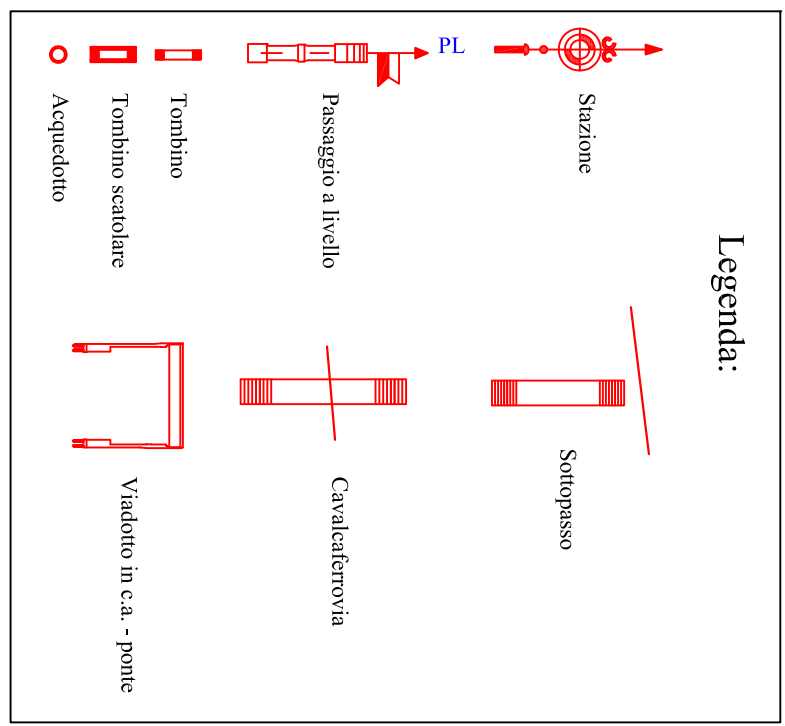 Legenda:
Stazione
Sottopasso
PL
Passaggio a livello
Cavalcaferrovia
Tombino
Tombino scatolare
Acquedotto
Viadotto in c.a. - ponte